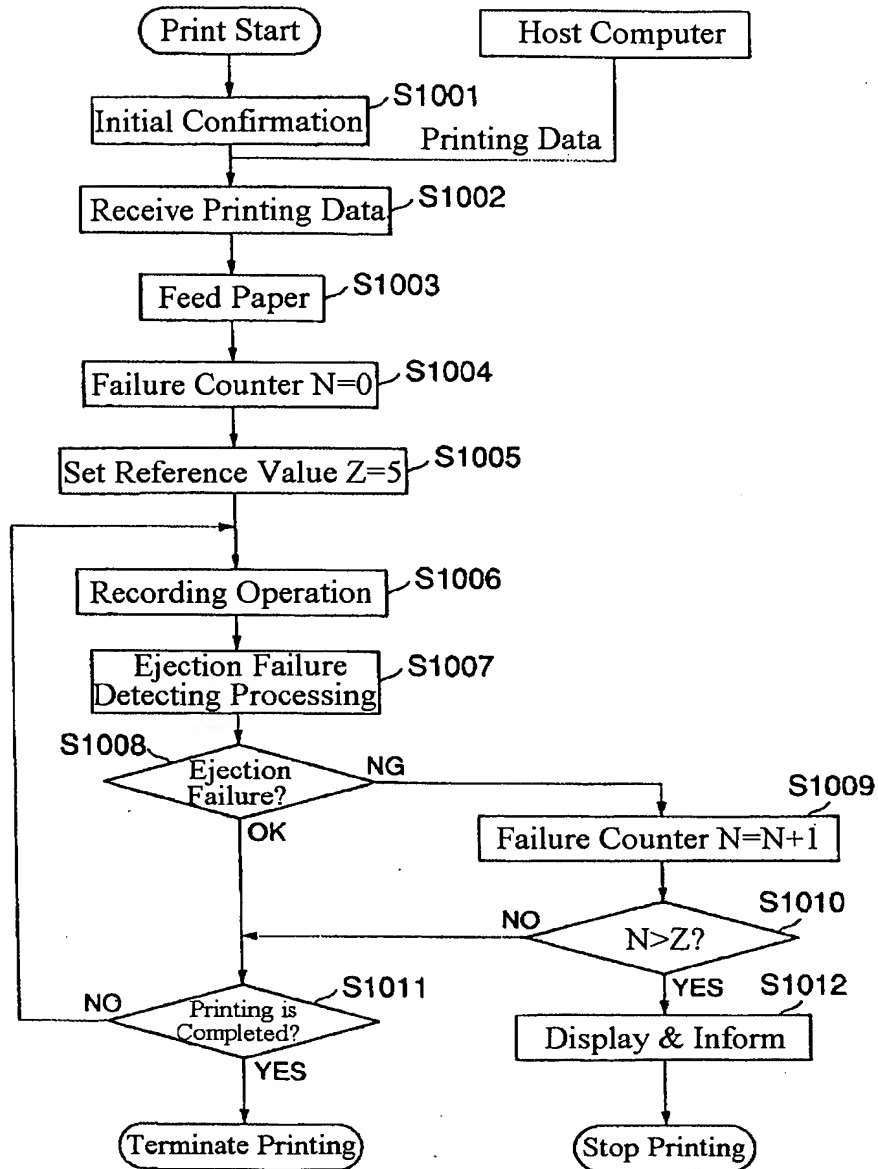 Print Start
Host Computer
S1001
Initial Confirmation
Printing Data
S1002
Receive Printing Data
S1003
Feed Paper
S1004
Failure Counter N=0
S1005
Set Reference Value Z=5
S1006
Recording Operation
S1007
Ejection Failure
Detecting Processing
S1008
Ejection
Failure?
NG
OK
S1009
Failure Counter N=N+1
S1010
N>Z?
NO
YES
S1011
Printing is
Completed?
NO
YES
S1012
Display & Inform
Terminate Printing
Stop Printing